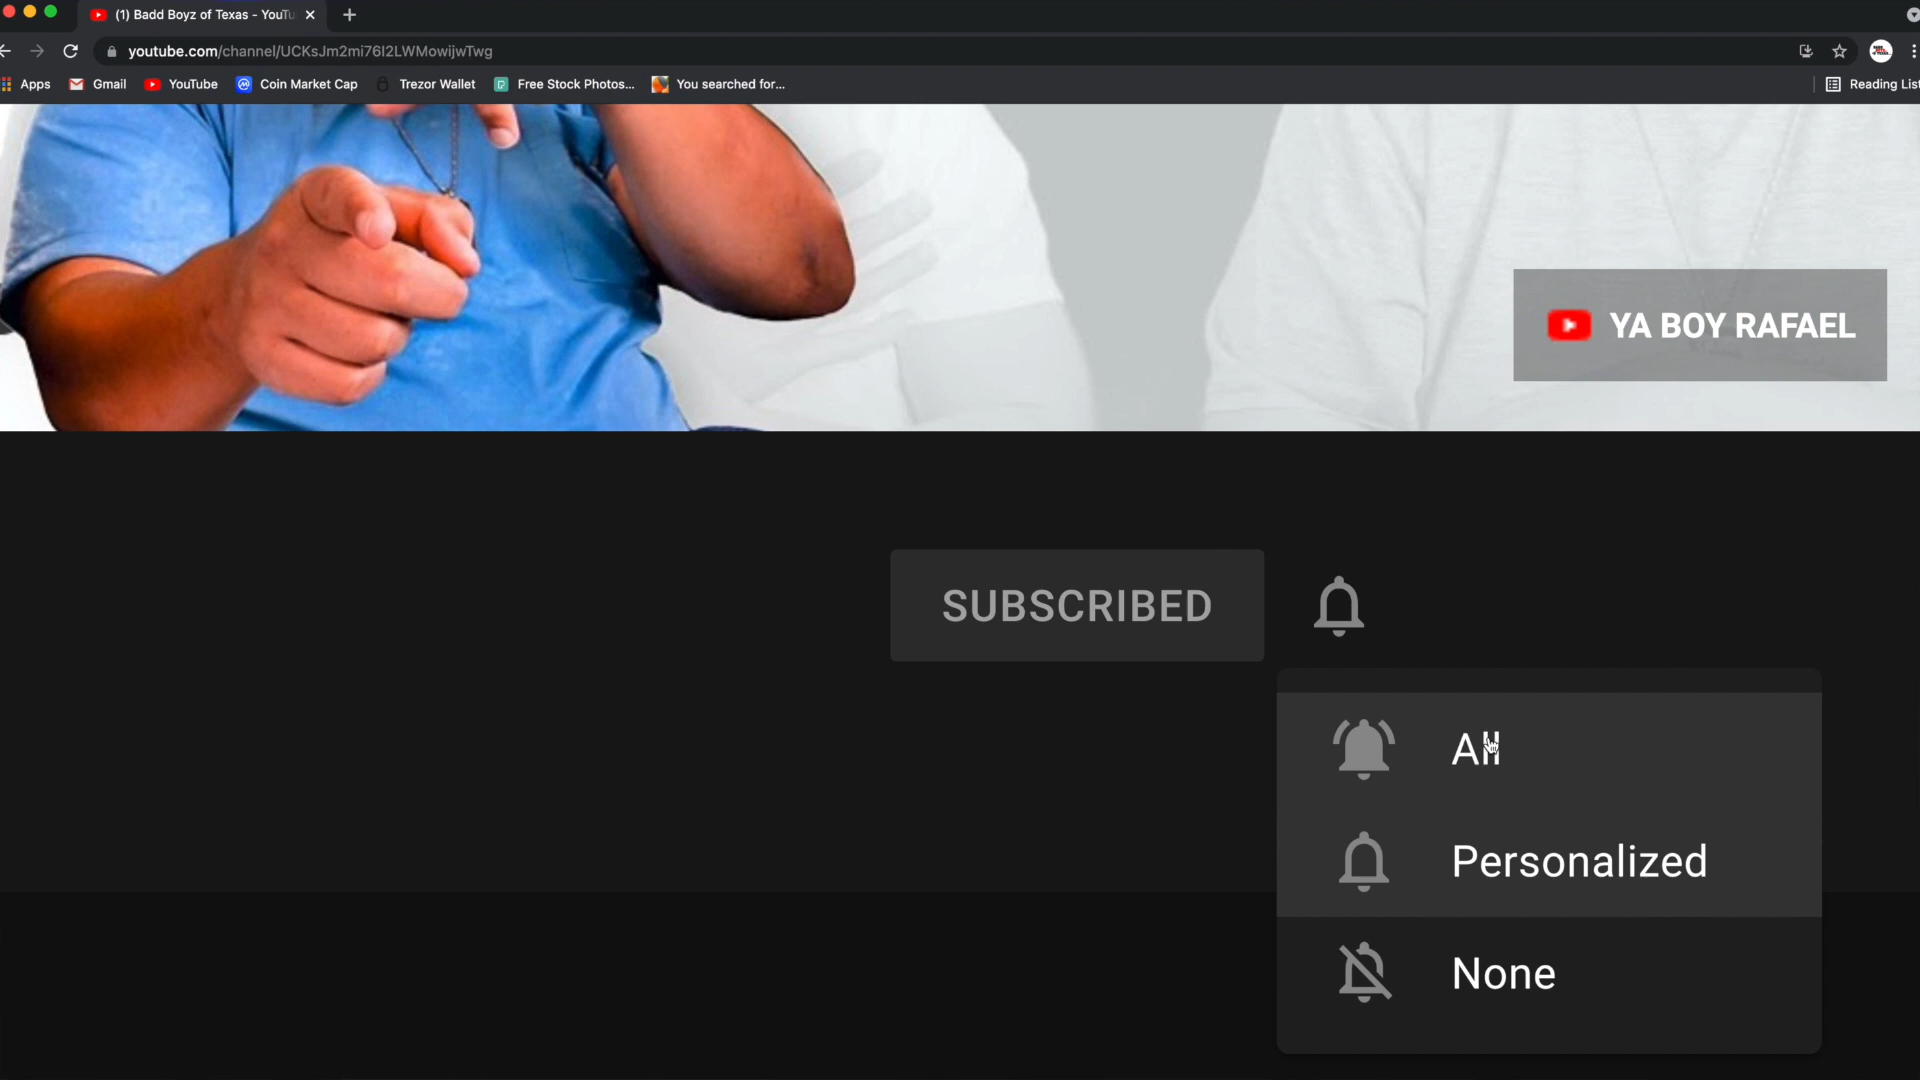 (1) Badd Boyz of Texas - YouTu
youtube.com/channel/UCKsJm2mi76I2LWMowijwTwg
Apps Gmail YouTube Coin Market Cap Trezor Wallet Free Stock Photos... You searched for... Reading List
YA BOY RAFAEL
SUBSCRIBED
All
Personalized
None